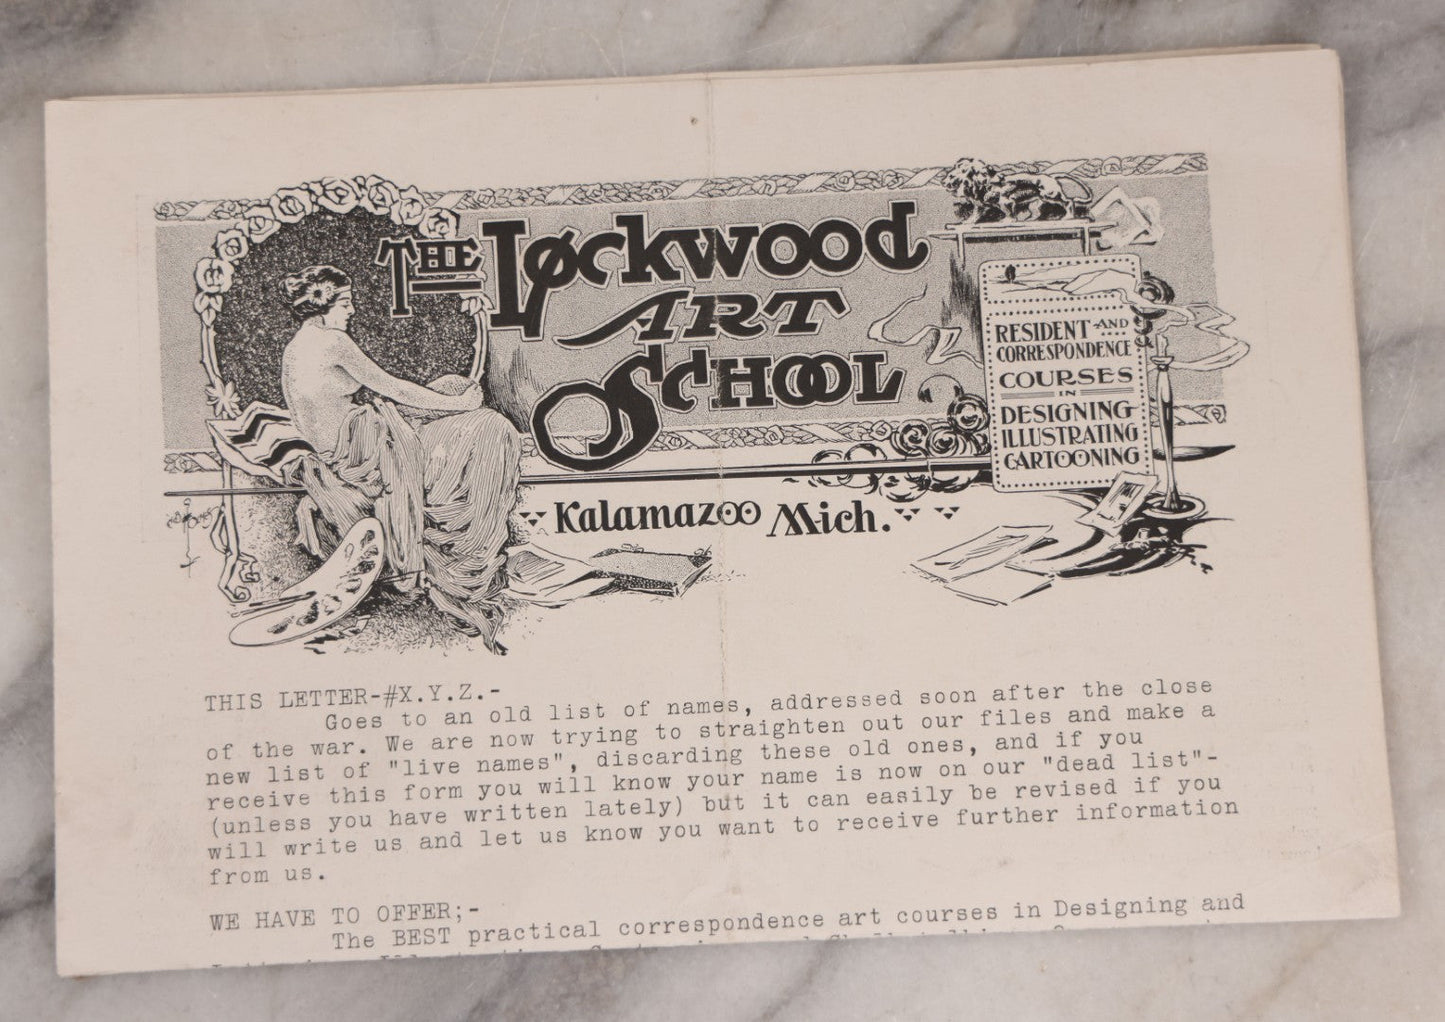 THE LOCKWOOD
ART
SCHOOL
Kalamazoo Mich.
RESIDENT AND
CORRESPONDENCE
COURSES
IN
DESIGNING
ILLUSTRATING
CARTOONING
THIS LETTER-#X.Y.Z.-
Goes to an old list of names, addressed soon after the close
of the war. We are now trying to straighten out our files and make a
new list of "live names", discarding these old ones, and if you
receive this form you will know your name is now on our "dead list"-
(unless you have written lately) but it can easily be revised if you
will write us and let us know you want to receive further information
from us.
WE HAVE TO OFFER;-
The BEST practical correspondence art courses in Designing and